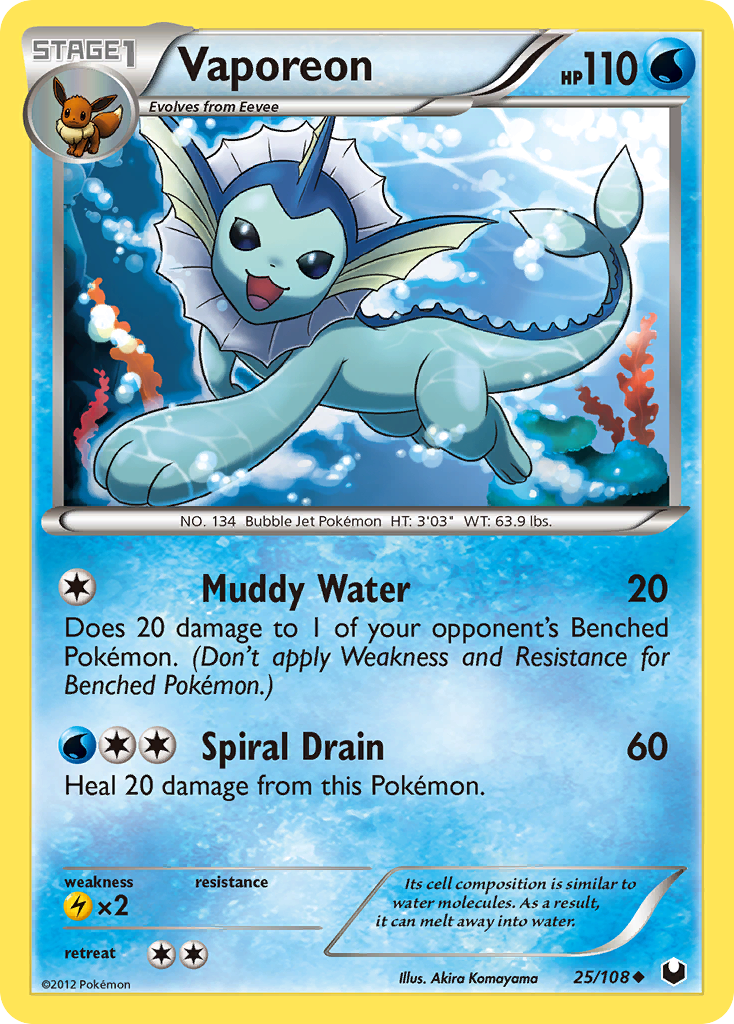 STAGE1
Vaporeon
HP110
Evolves from Eevee
NO. 134 Bubble Jet Pokémon HT: 3'03" WT: 63.9 lbs.
Muddy Water 20
Does 20 damage to 1 of your opponent's Benched
Pokémon. (Don't apply Weakness and Resistance for
Benched Pokémon.)
Spiral Drain 60
Heal 20 damage from this Pokémon.
weakness resistance
×2
Its cell composition is similar to
water molecules. As a result,
it can melt away into water.
retreat
©2012 Pokémon
Illus. Akira Komayama
25/108